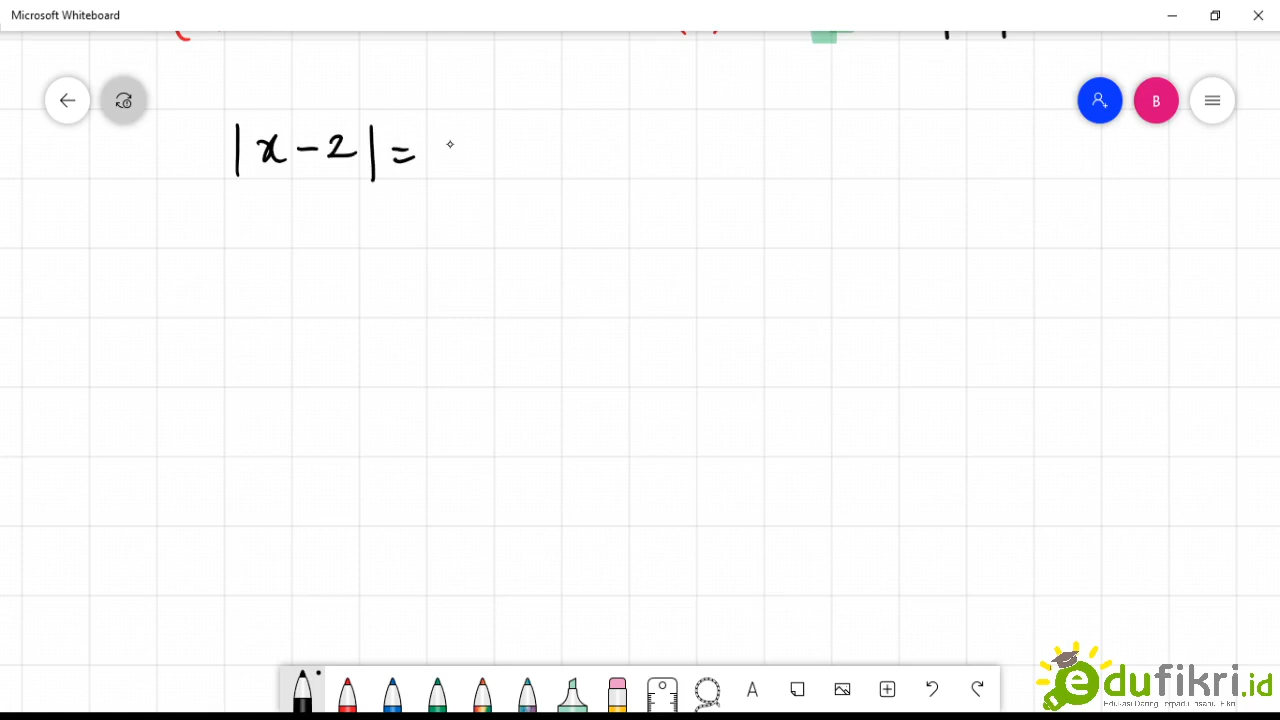 Microsoft Whiteboard
B
|x-2| =
A
edufikri.id